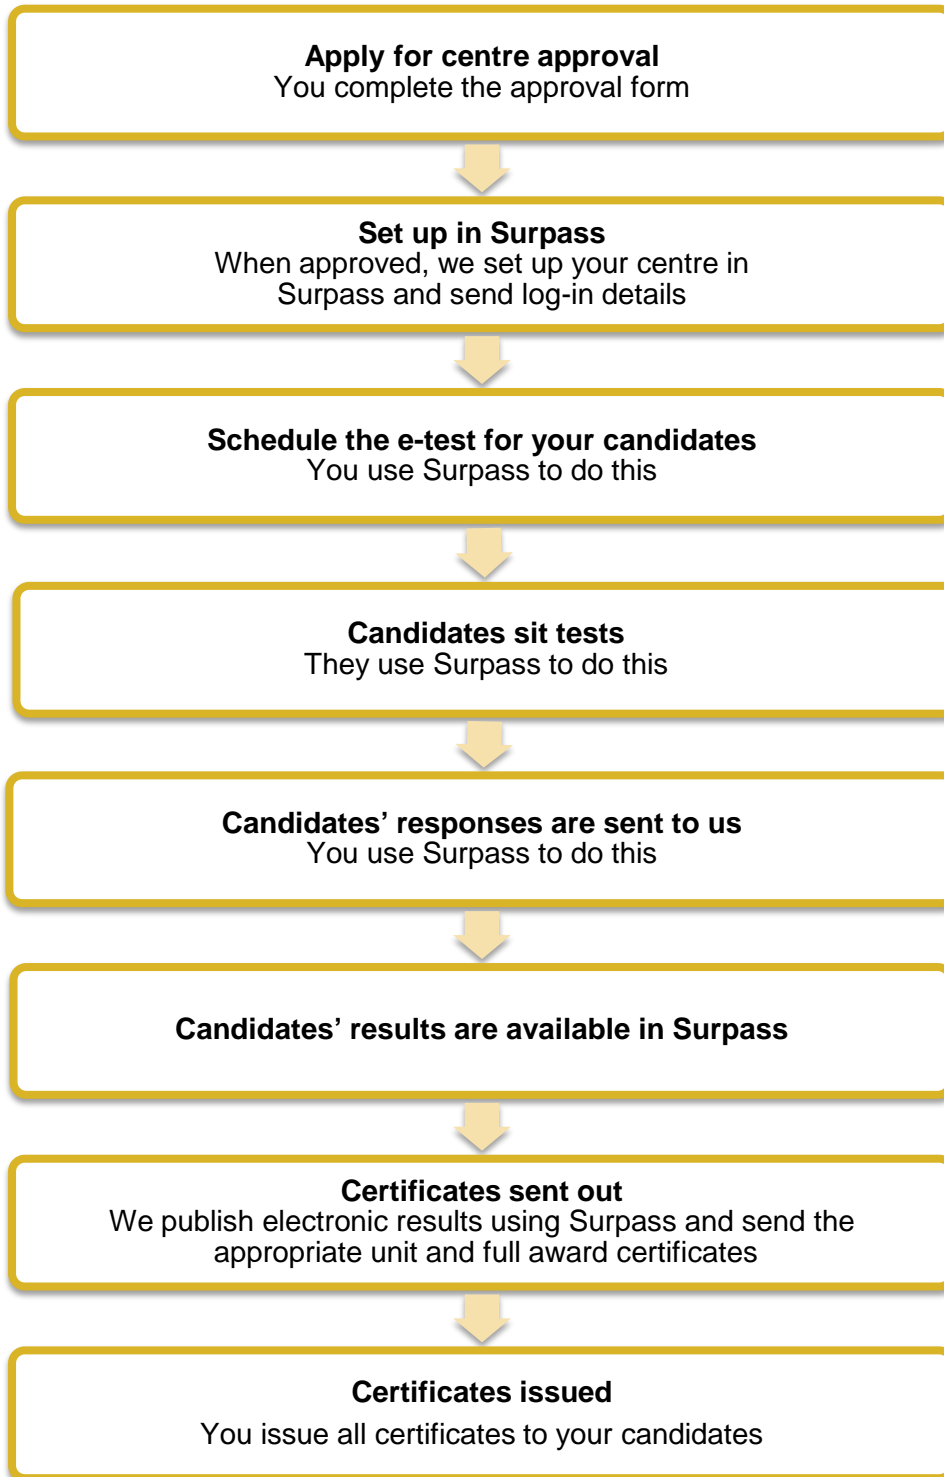 Apply for centre approval
You complete the approval form
Set up in Surpass
When approved, we set up your centre in
Surpass and send log-in details
Schedule the e-test for your candidates
You use Surpass to do this
Candidates sit tests
They use Surpass to do this
Candidates’ responses are sent to us
You use Surpass to do this
Candidates’ results are available in Surpass
Certificates sent out
We publish electronic results using Surpass and send the
appropriate unit and full award certificates
Certificates issued
You issue all certificates to your candidates